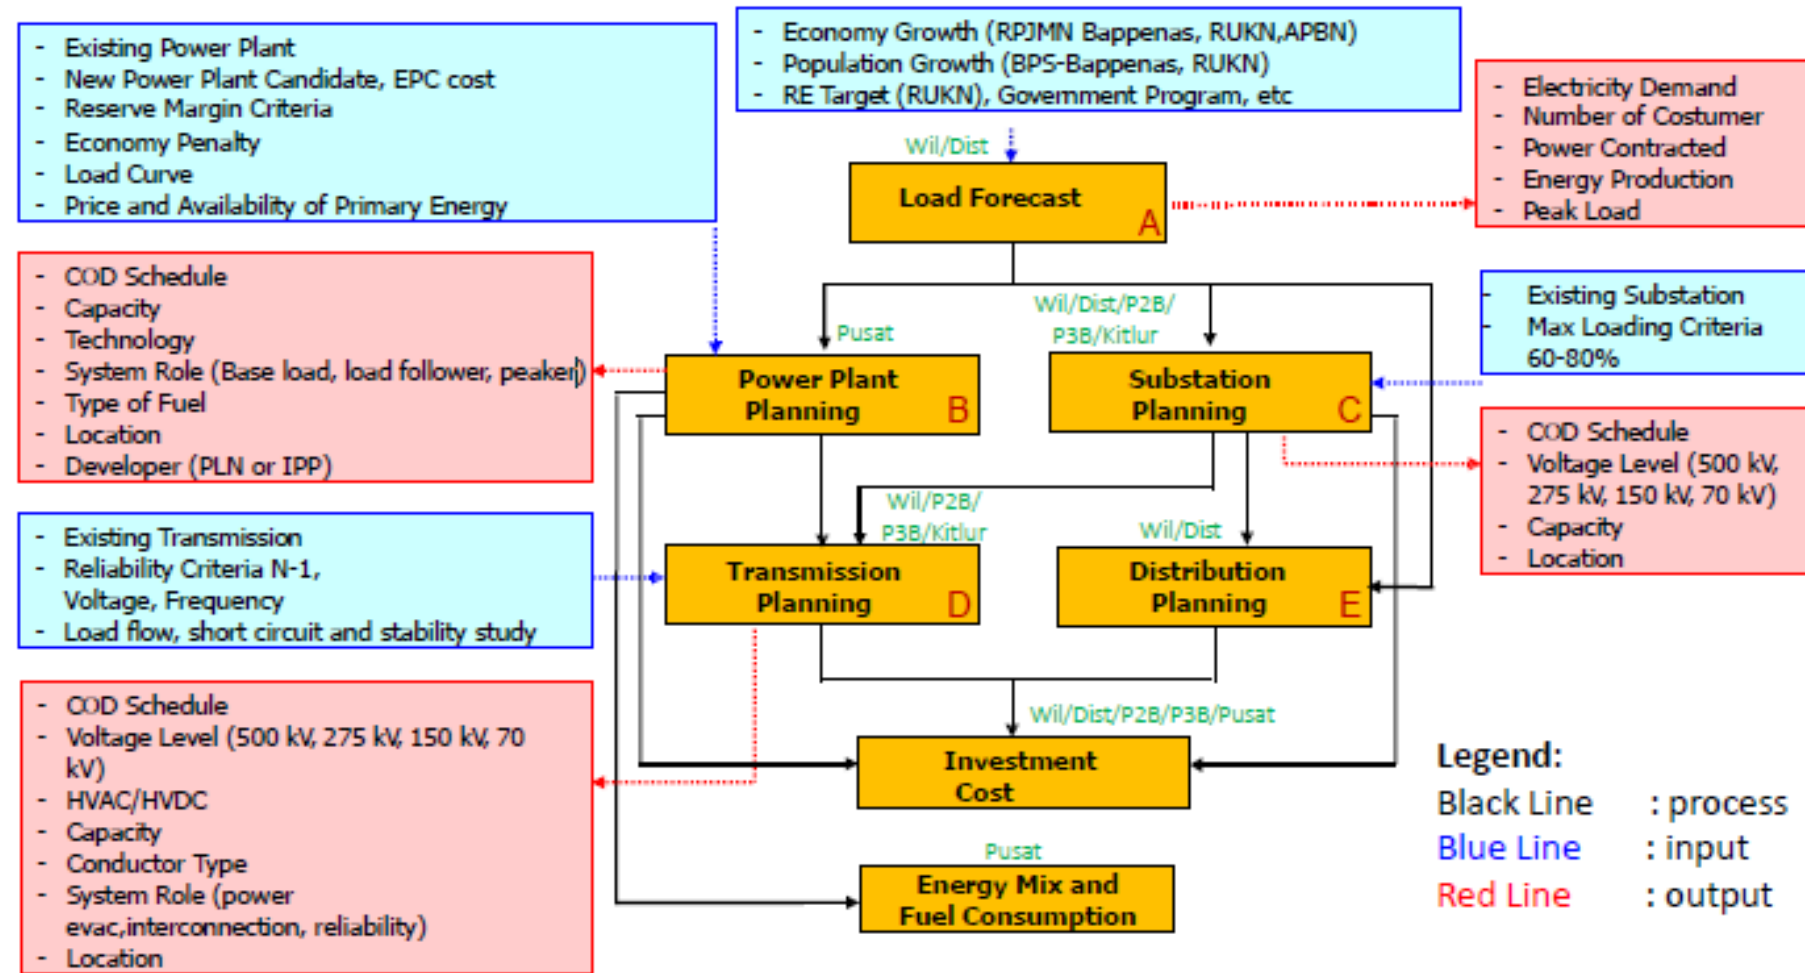 - Existing Power Plant
- New Power Plant Candidate, EPC cost
- Reserve Margin Criteria
- Economy Penalty
- Load Curve
- Price and Availability of Primary Energy
- Economy Growth (RPJMN Bappenas, RUKN,APBN)
- Population Growth (BPS-Bappenas, RUKN)
- RE Target (RUKN), Government Program, etc
- Electricity Demand
- Number of Costumer
- Power Contracted
- Energy Production
- Peak Load
Wil/Dist
Load Forecast
A
- COD Schedule
- Capacity
- Technology
- System Role (Base load, load follower, peaker)
- Type of Fuel
- Location
- Developer (PLN or IPP)
Pusat
Wil/Dist/P2B/
P3B/Kitlur
- Existing Substation
- Max Loading Criteria
60-80%
Power Plant
Planning
B
Substation
Planning
C
- COD Schedule
- Voltage Level (500 kV,
275 kV, 150 kV, 70 kV)
- Capacity
- Location
Wil/P2B/
P3B/Kitlur
Wil/Dist
- Existing Transmission
- Reliability Criteria N-1,
Voltage, Frequency
- Load flow, short circuit and stability study
Transmission
Planning
D
Distribution
Planning
E
- COD Schedule
- Voltage Level (500 kV, 275 kV, 150 kV, 70
kV)
- HVAC/HVDC
- Capacity
- Conductor Type
- System Role (power
evac,interconnection, reliability)
- Location
Wil/Dist/P2B/P3B/Pusat
Investment
Cost
Pusat
Energy Mix and
Fuel Consumption
Legend:
Black Line : process
Blue Line : input
Red Line : output